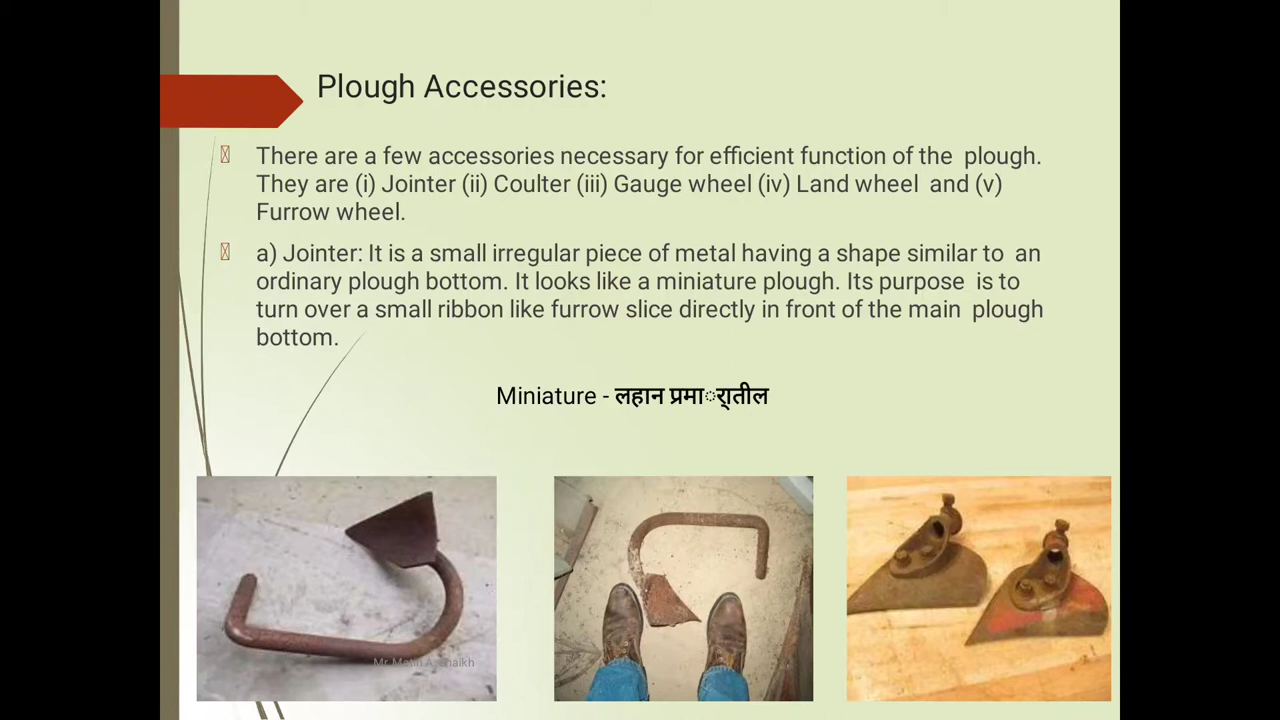 Plough Accessories:
There are a few accessories necessary for efficient function of the plough.
They are (i) Jointer (ii) Coulter (iii) Gauge wheel (iv) Land wheel and (v)
Furrow wheel.
a) Jointer: It is a small irregular piece of metal having a shape similar to an
ordinary plough bottom. It looks like a miniature plough. Its purpose is to
turn over a small ribbon like furrow slice directly in front of the main plough
bottom.
Miniature - लहान
Mr.